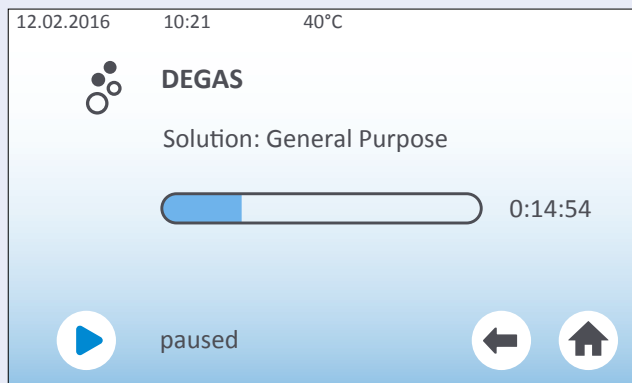 12.02.2016 10:21 40°C
DEGAS
Solution: General Purpose
0:14:54
paused